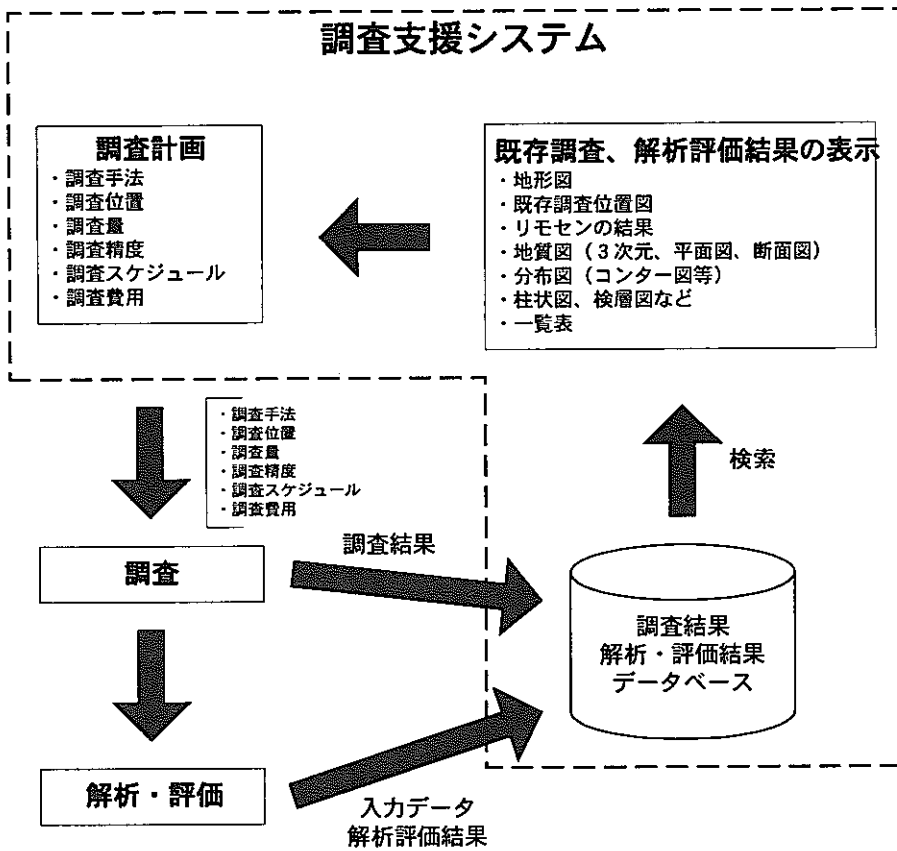 調査支援システム
調査計画
・調査手法
・調査位置
・調査量
・調査精度
・調査スケジュール
・調査費用
既存調査、解析評価結果の表示
・地形図
・既存調査位置図
・リモセンの結果
・地質図（３次元、平面図、断面図）
・分布図（コンター図等）
・柱状図、検層図など
・一覧表
・調査手法
・調査位置
・調査量
・調査精度
・調査スケジュール
・調査費用
検索
調査結果
調査
調査結果
解析・評価結果
データベース
解析・評価
入力データ
解析評価結果